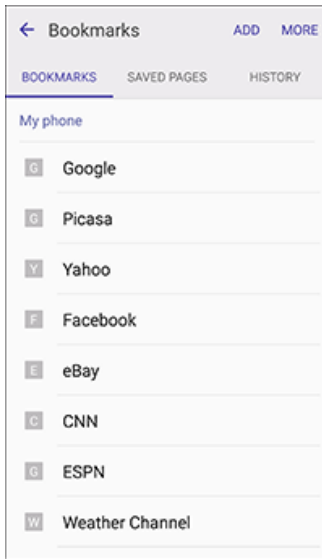 ← Bookmarks ADD MORE
BOOKMARKS SAVED PAGES HISTORY
My phone
G Google
G Picasa
Y Yahoo
F Facebook
E eBay
C CNN
G ESPN
W Weather Channel